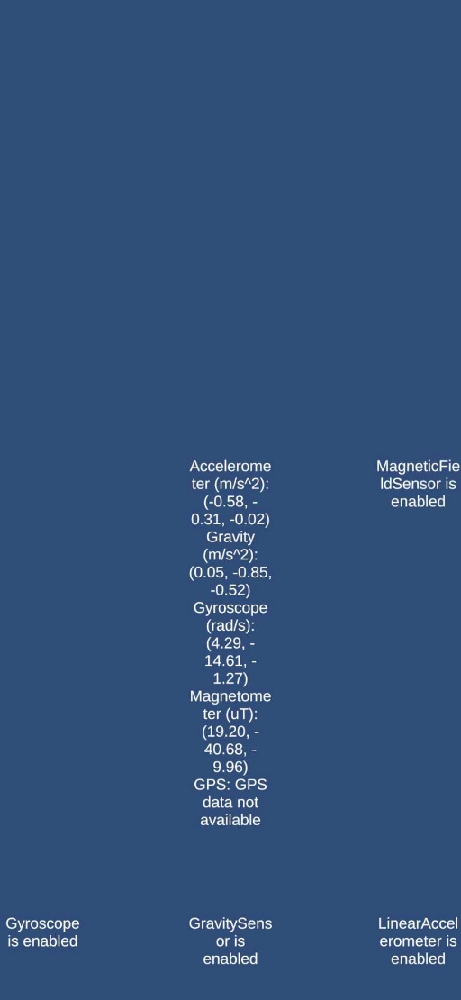 Accelerome
ter (m/s^2):
(-0.58, -
0.31, -0.02)
Gravity
(m/s^2):
(0.05, -0.85,
-0.52)
Gyroscope
(rad/s):
(4.29, -
14.61, -
1.27)
Magnetome
ter (uT):
(19.20, -
40.68, -
9.96)
GPS: GPS
data not
available
MagneticFie
ldSensor is
enabled
Gyroscope
is enabled
GravitySens
or is
enabled
LinearAccel
erometer is
enabled